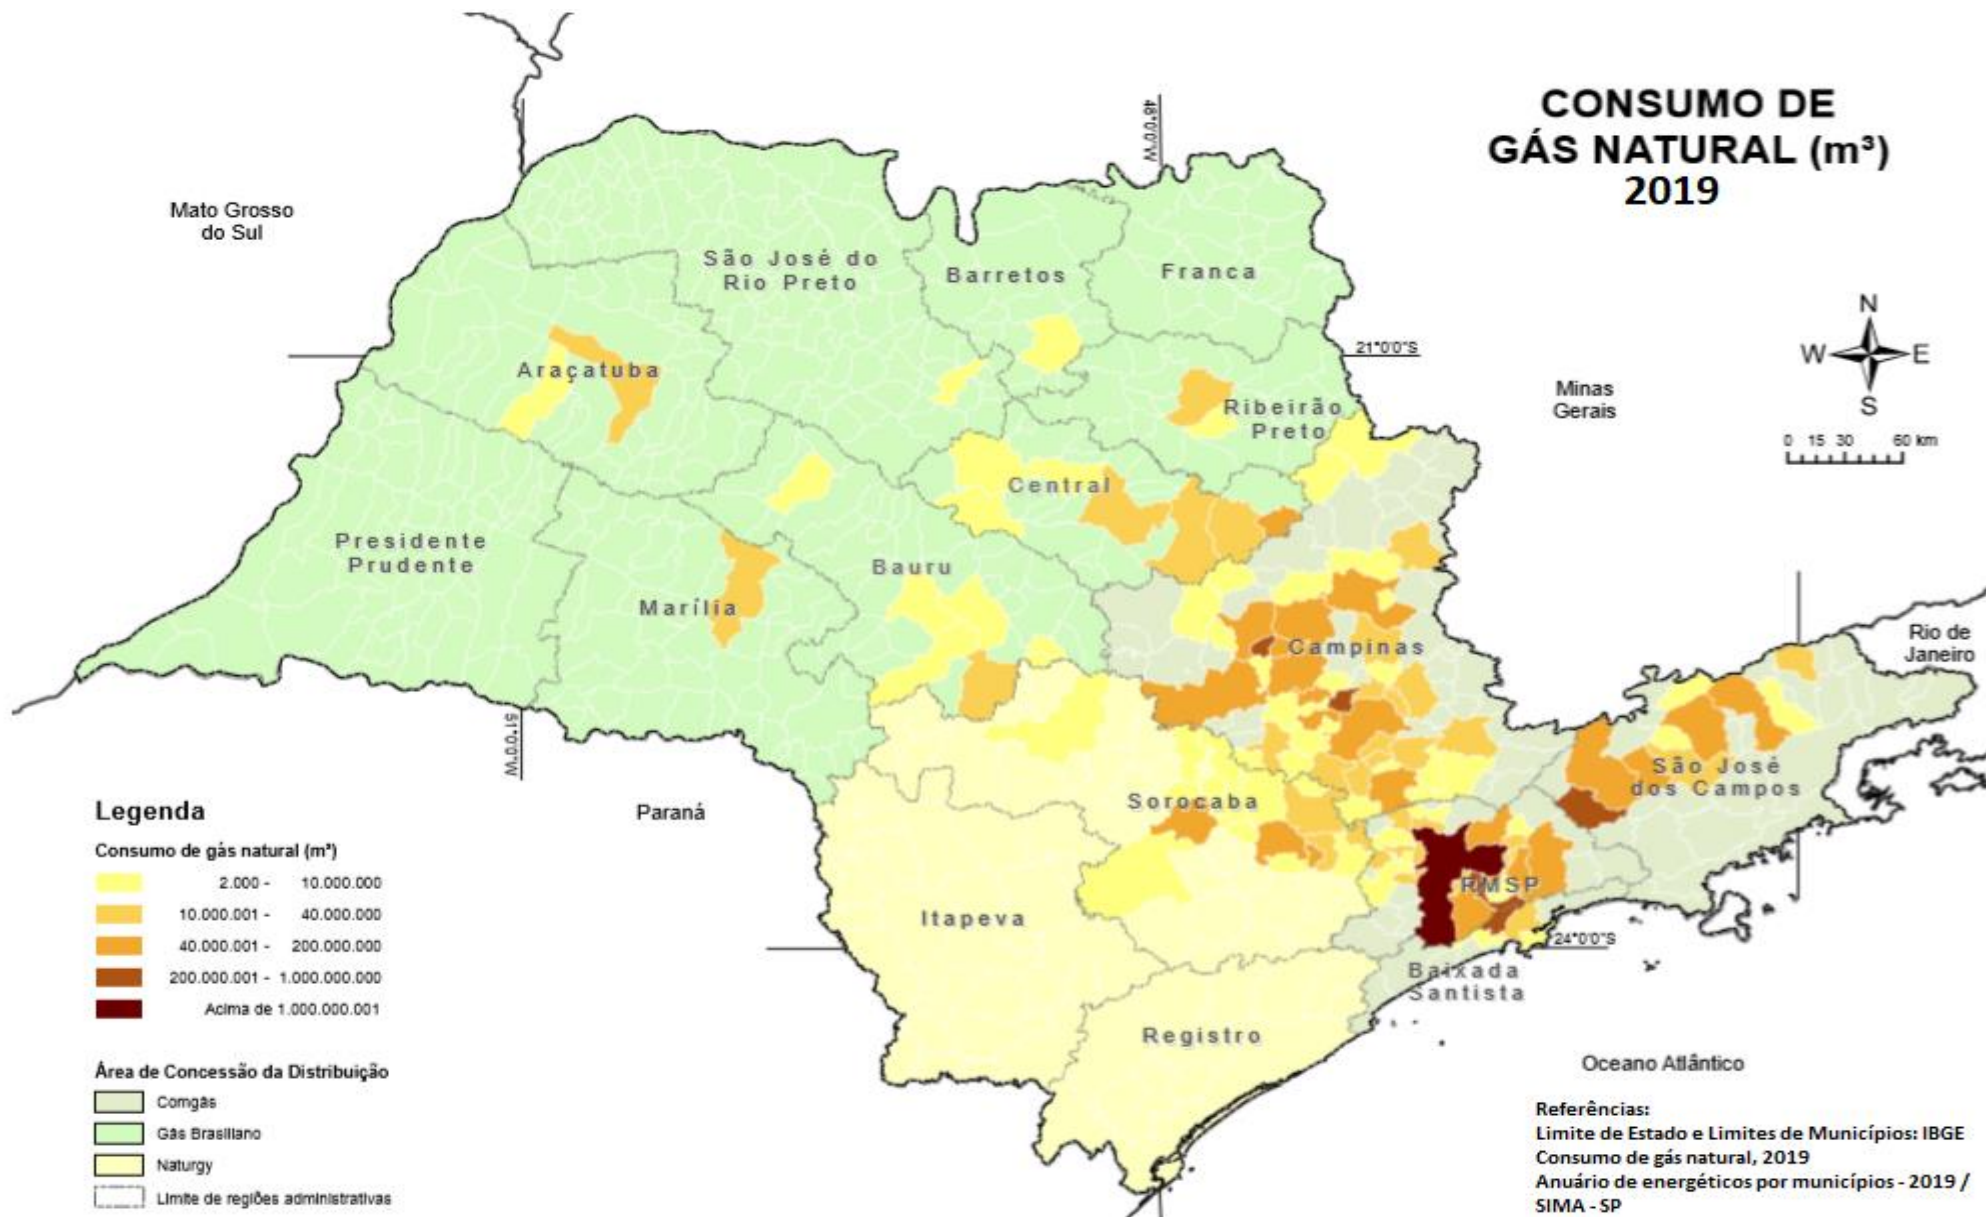 CONSUMO DE
GÁS NATURAL (m³)
2019
Mato Grosso
do Sul
48°0'0"W
São José do
Rio Preto
Barretos
Franca
N
W E
S
21°0'0"S
Minas
Gerais
0 15 30 60 km
Araçatuba
Ribeirão
Preto
Central
Presidente
Prudente
Bauru
Marília
Campinas
Rio de
Janeiro
51°0'0"W
São José
dos Campos
Sorocaba
Paraná
RMSP
Itapeva
24°0'0"S
Baixada
Santista
Registro
Oceano Atlântico
Legenda
Consumo de gás natural (m³)
2.000 - 10.000.000
10.000.001 - 40.000.000
40.000.001 - 200.000.000
200.000.001 - 1.000.000.000
Acima de 1.000.000.001
Área de Concessão da Distribuição
Comgás
Gás Brasiliano
Naturgy
Limite de regiões administrativas
Referências:
Limite de Estado e Limites de Municípios: IBGE
Consumo de gás natural, 2019
Anuário de energéticos por municípios - 2019 /
SIMA - SP